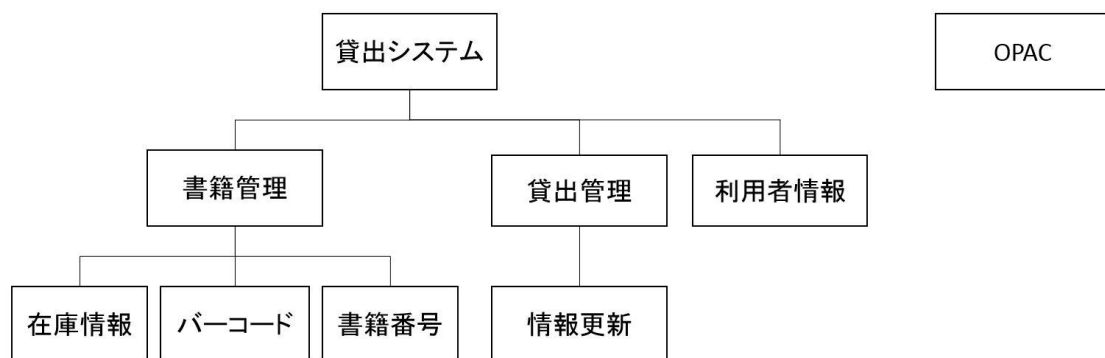 貸出システム
OPAC
書籍管理
貸出管理
利用者情報
在庫情報
バーコード
書籍番号
情報更新